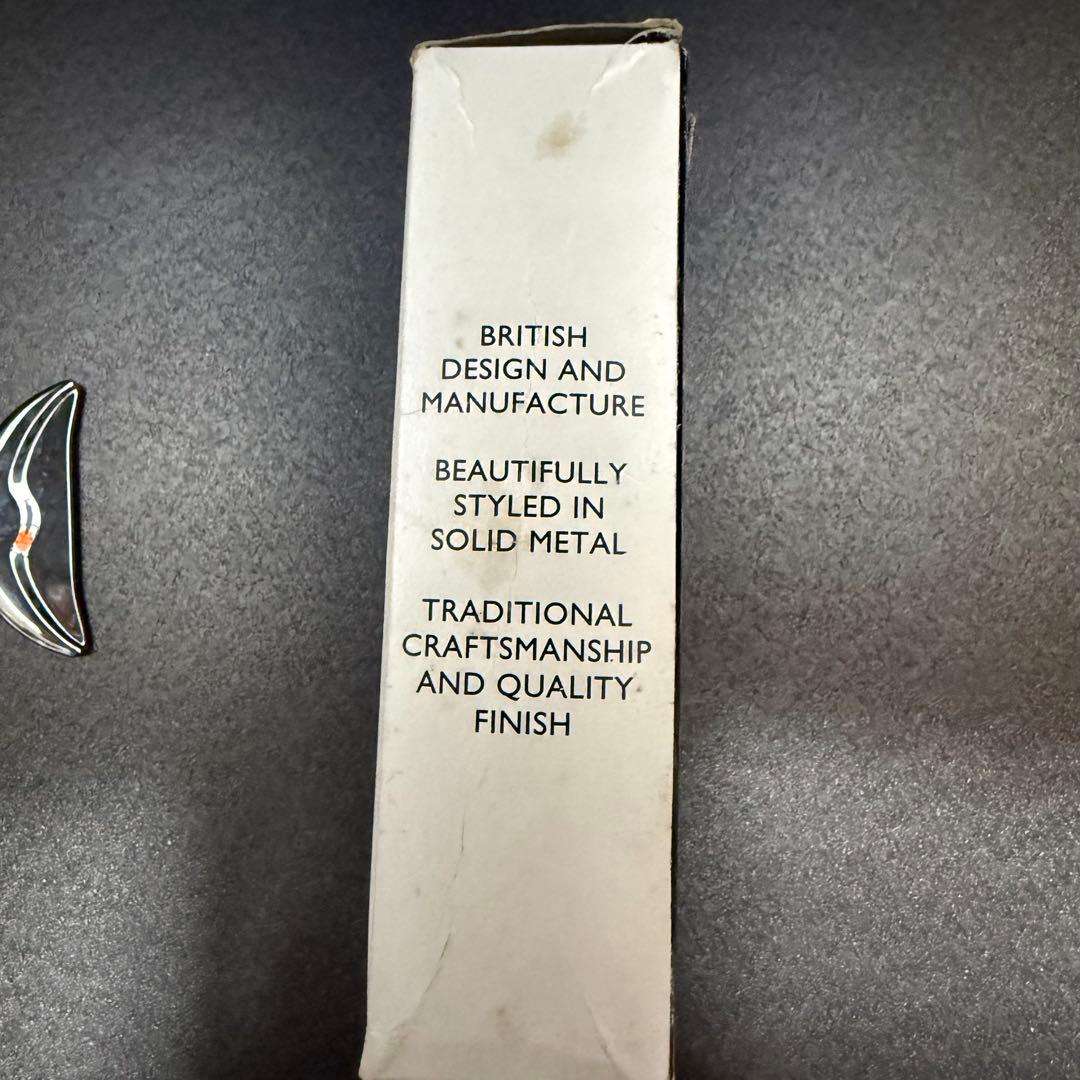 BRITISH
DESIGN AND
MANUFACTURE
BEAUTIFULLY
STYLED IN
SOLID METAL
TRADITIONAL
CRAFTSMANSHIP
AND QUALITY
FINISH